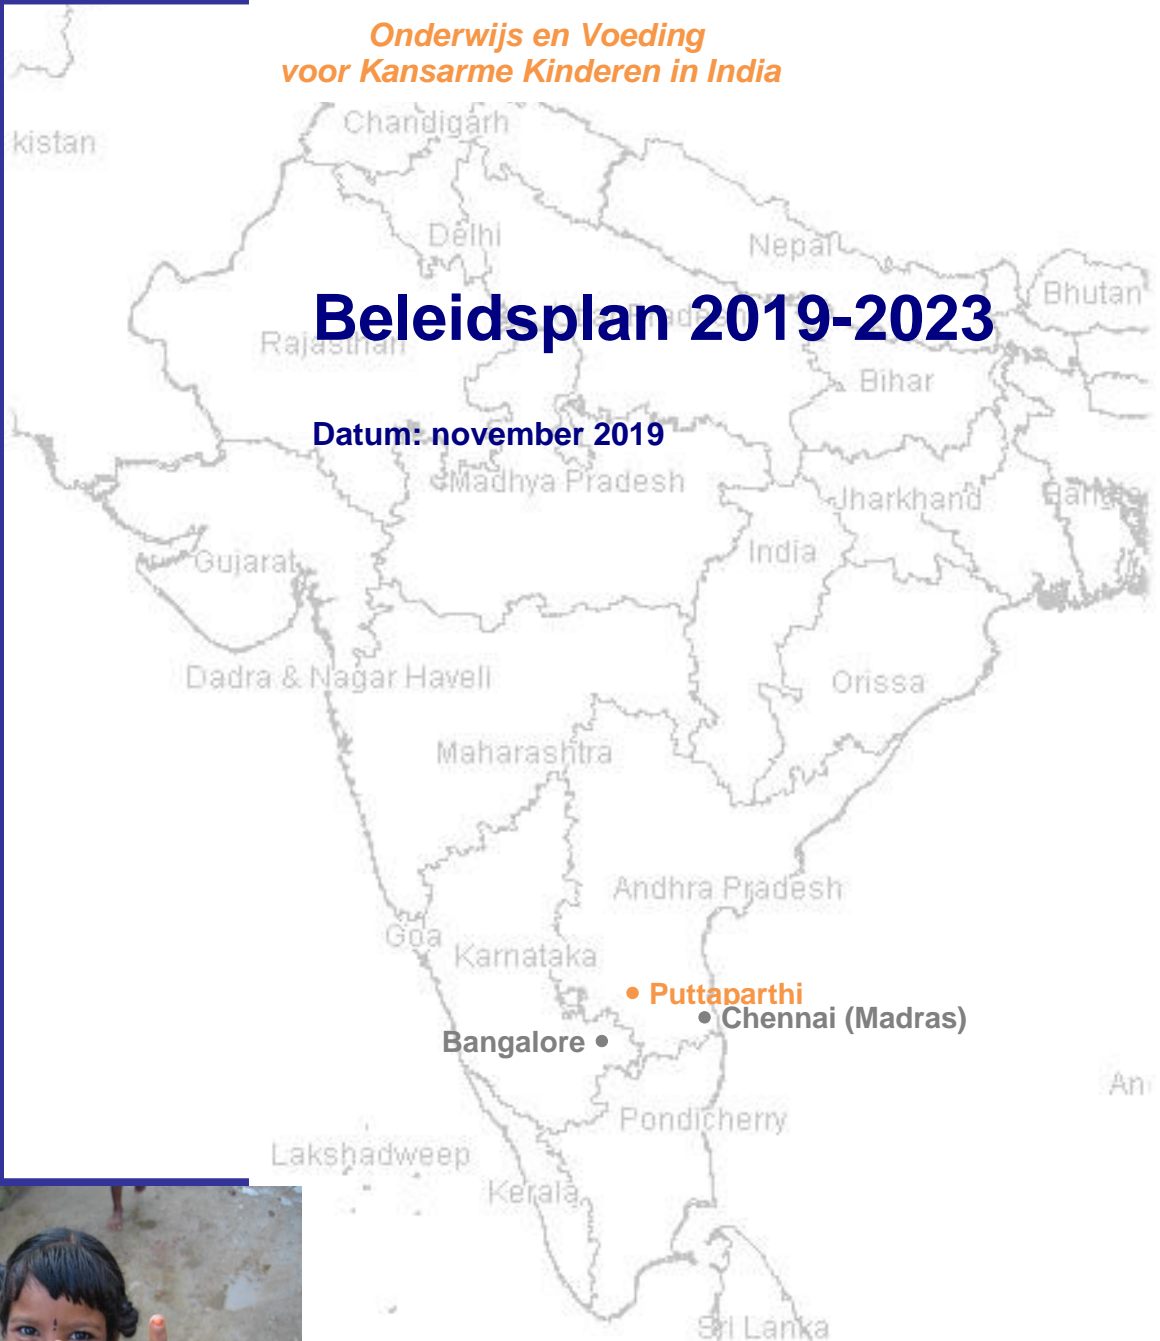 Onderwijs en Voeding
voor Kansarme Kinderen in India
Chandigarh
kistan
Delhi
Nepal
Bhutan
Beleidsplan 2019-2023
Rajasthan
Bihar
Datum: november 2019
Madhya Pradesh
Jharkhand
Gujarat
India
Dadra & Nagar Haveli
Orissa
Maharashtra
Andhra Pradesh
Goa
Karnataka
Puttaparthi
Chennai (Madras)
Bangalore
An
Pondicherry
Lakshadweep
Kerala
Sri Lanka